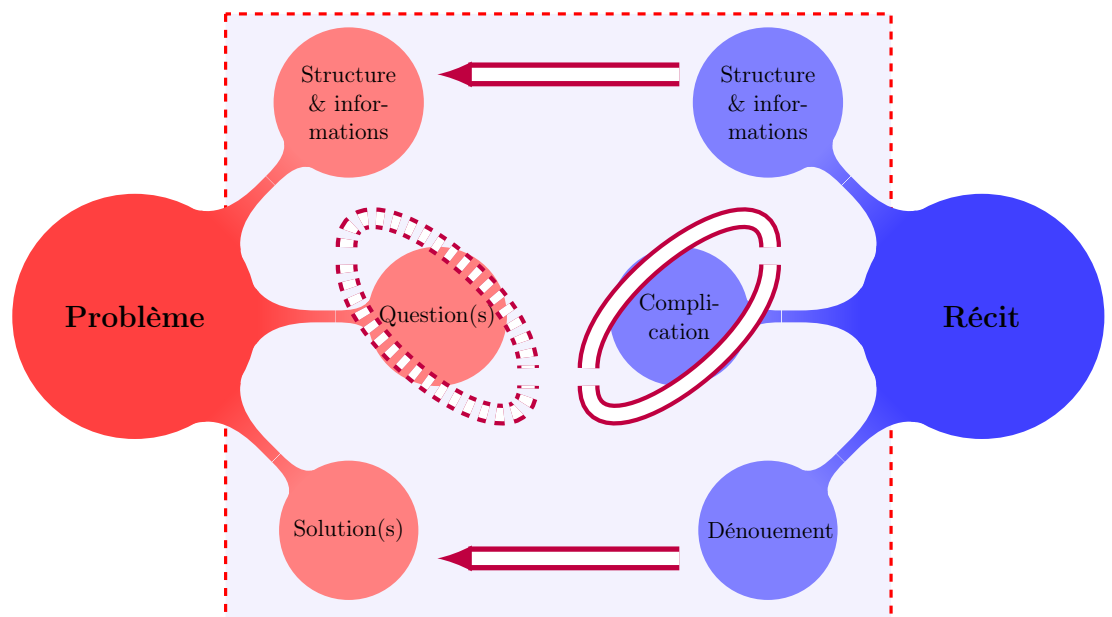 Structure
& infor-
mations
Structure
& infor-
mations
Problème
Question(s)
Compli-
cation
Récit
Solution(s)
Dénouement